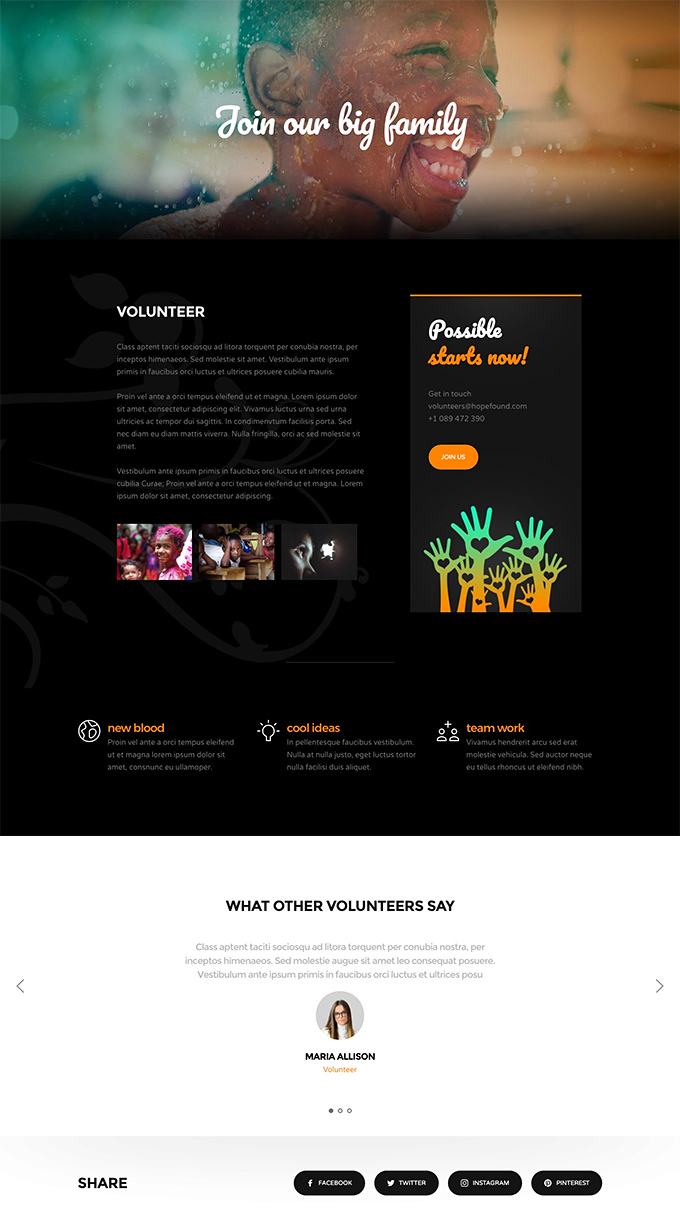 Join our big family
VOLUNTEER
Class aptent taciti sociosqu ad litora torquent per conubia nostra, per
inceptos himenaeos. Sed molestie sit amet. Vestibulum ante ipsum
primis in faucibus orci luctus et ultrices posuere cubilia mauris.
Proin vel ante a orci tempus eleifend ut et magna. Lorem ipsum dolor
sit amet, consectetur adipiscing elit. Vivamus luctus urna sed urna
ultricies ac tempor dui sagittis. In condimenvtum facilisis porta. Sed
nec diam eu diam mattis viverra. Nulla fringilla, orci ac sed molestie sit
amet.
Vestibulum ante ipsum primis in faucibus orci luctus et ultrices posuere
cubilia Curae; Proin vel ante a orci tempus eleifend ut et magna. Lorem
ipsum dolor sit amet, consectetur adipiscing.
Possible
starts now!
Get in touch
volunteers@hopefound.com
+1 089 472 390
JOIN US
new blood
Proin vel ante a orci tempus eleifend
ut et magna lorem ipsum dolor sit
amet, consnunc eu ullamoper.
cool ideas
In pellentesque faucibus vestibulum.
Nulla at nulla justo, eget luctus tortor
nulla facilisi duis aliquet.
team work
Vivamus hendrerit arcu sed erat
molestie vehicula. Sed auctor neque
eu tellus rhoncus ut eleifend nibh.
WHAT OTHER VOLUNTEERS SAY
Class aptent taciti sociosqu ad litora torquent per conubia nostra, per
inceptos himenaeos. Sed molestie augue sit amet leo consequat posuere.
Vestibulum ante ipsum primis in faucibus orci luctus et ultrices posu
MARIA ALLISON
Volunteer
SHARE
FACEBOOK
TWITTER
INSTAGRAM
PINTEREST